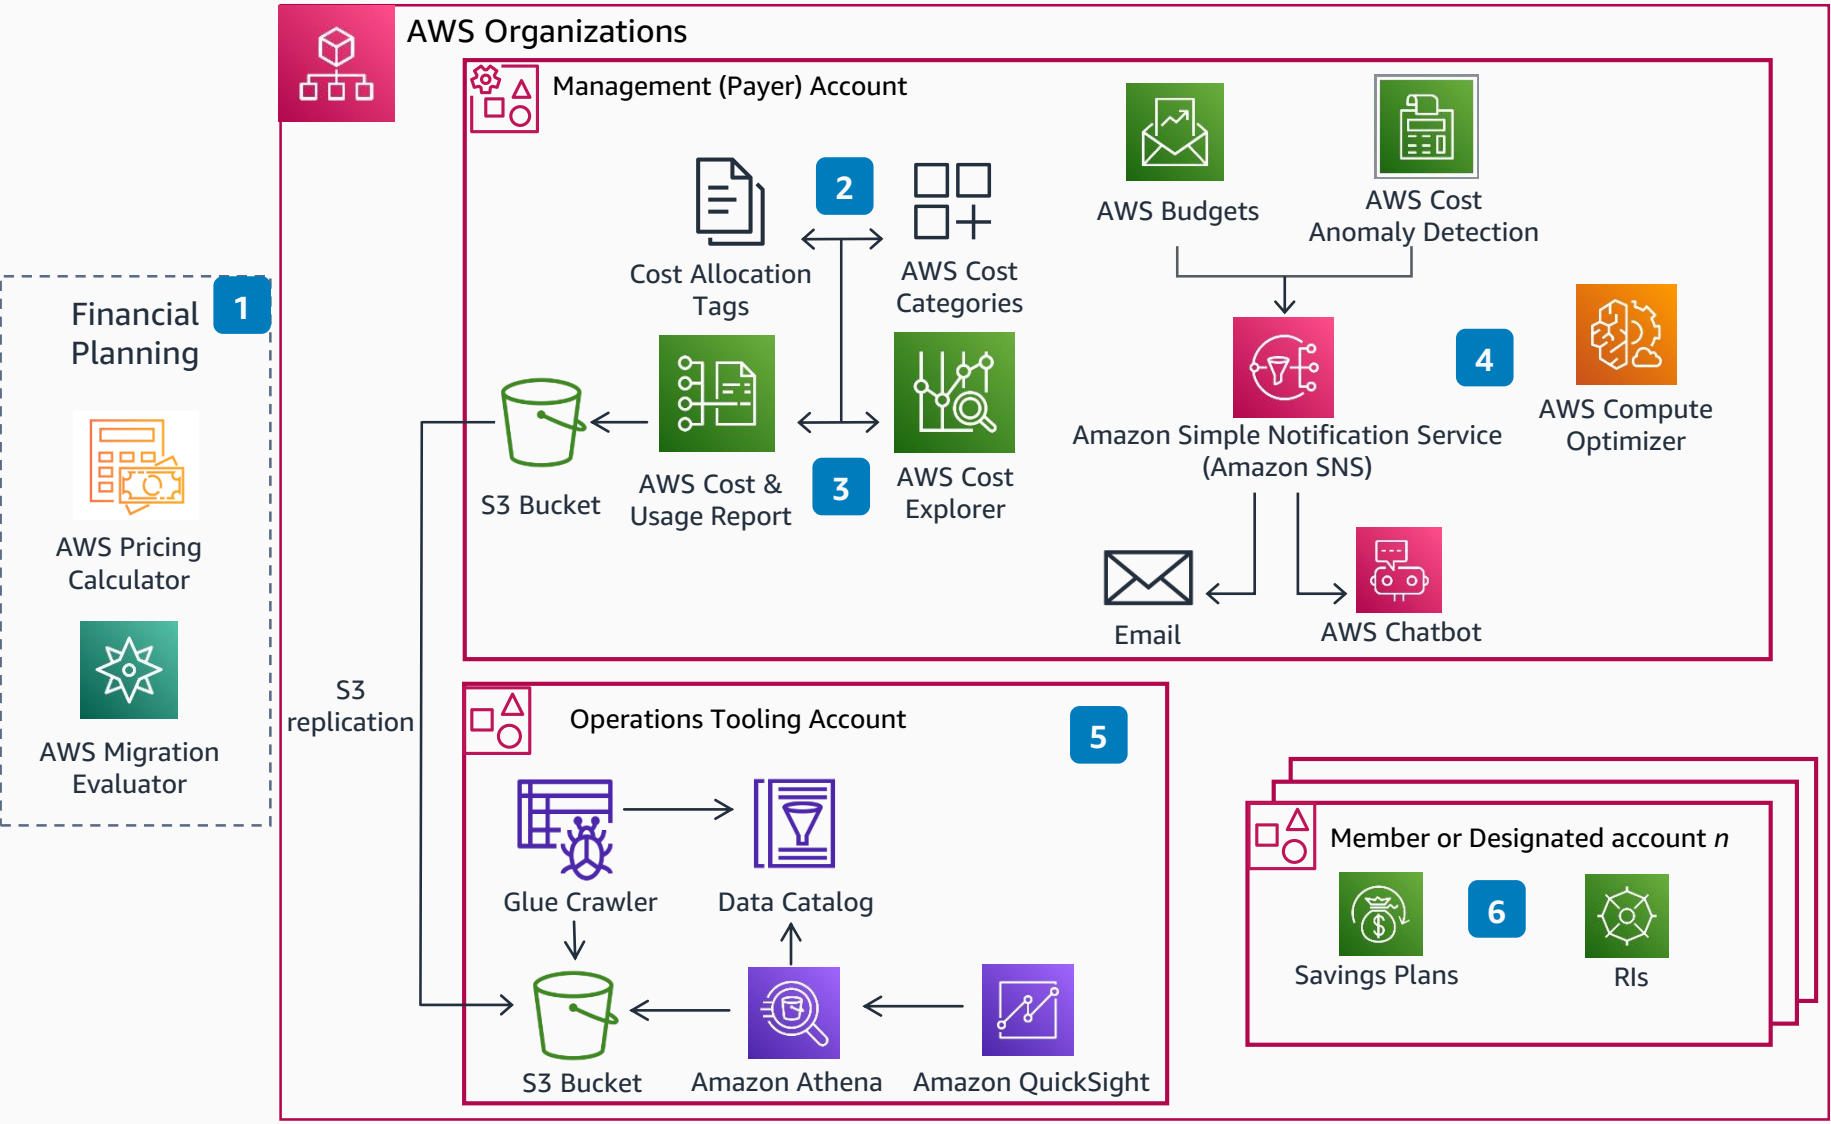 AWS Organizations
Management (Payer) Account
2
Cost Allocation
Tags
AWS Cost
Categories
AWS Budgets
AWS Cost
Anomaly Detection
1
Financial
Planning
AWS Pricing
Calculator
AWS Migration
Evaluator
S3 Bucket
AWS Cost &
Usage Report
3
AWS Cost
Explorer
Amazon Simple Notification Service
(Amazon SNS)
4
AWS Compute
Optimizer
Email
AWS Chatbot
S3
replication
Operations Tooling Account
5
Glue Crawler
Data Catalog
S3 Bucket
Amazon Athena
Amazon QuickSight
Member or Designated account n
6
Savings Plans
RIs